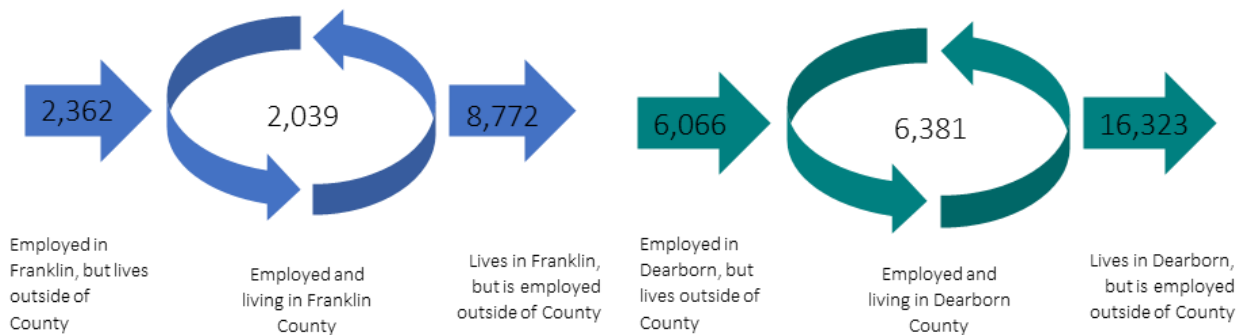 2,362
2,039
8,772
Employed in
Franklin, but lives
outside of
County
Employed and
living in Franklin
County
Lives in Franklin,
but is employed
outside of County
6,066
6,381
16,323
Employed in
Dearborn, but
lives outside of
County
Employed and
living in Dearborn
County
Lives in Dearborn,
but is employed
outside of County